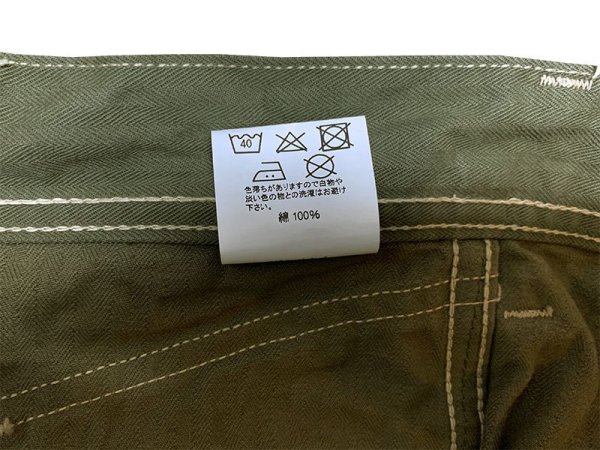 40
色落ちがありますので白物や
淡い色の物との洗濯はお避け
下さい。
綿 100%